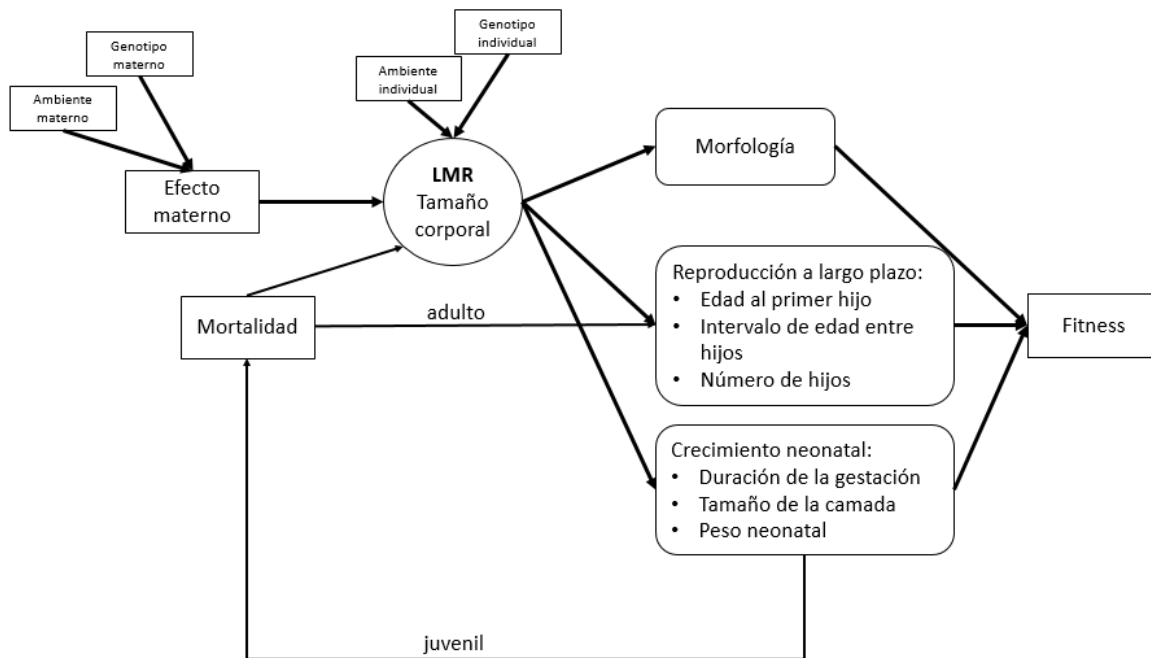 Genotipo
materno
Ambiente
materno
Efecto
materno
Genotipo
individual
Ambiente
individual
LMR
Tamaño
corporal
Morfología
Reproducción a largo plazo:
• Edad al primer hijo
• Intervalo de edad entre
hijos
• Número de hijos
Mortalidad
adulto
Fitness
Crecimiento neonatal:
• Duración de la gestación
• Tamaño de la camada
• Peso neonatal
juvenil